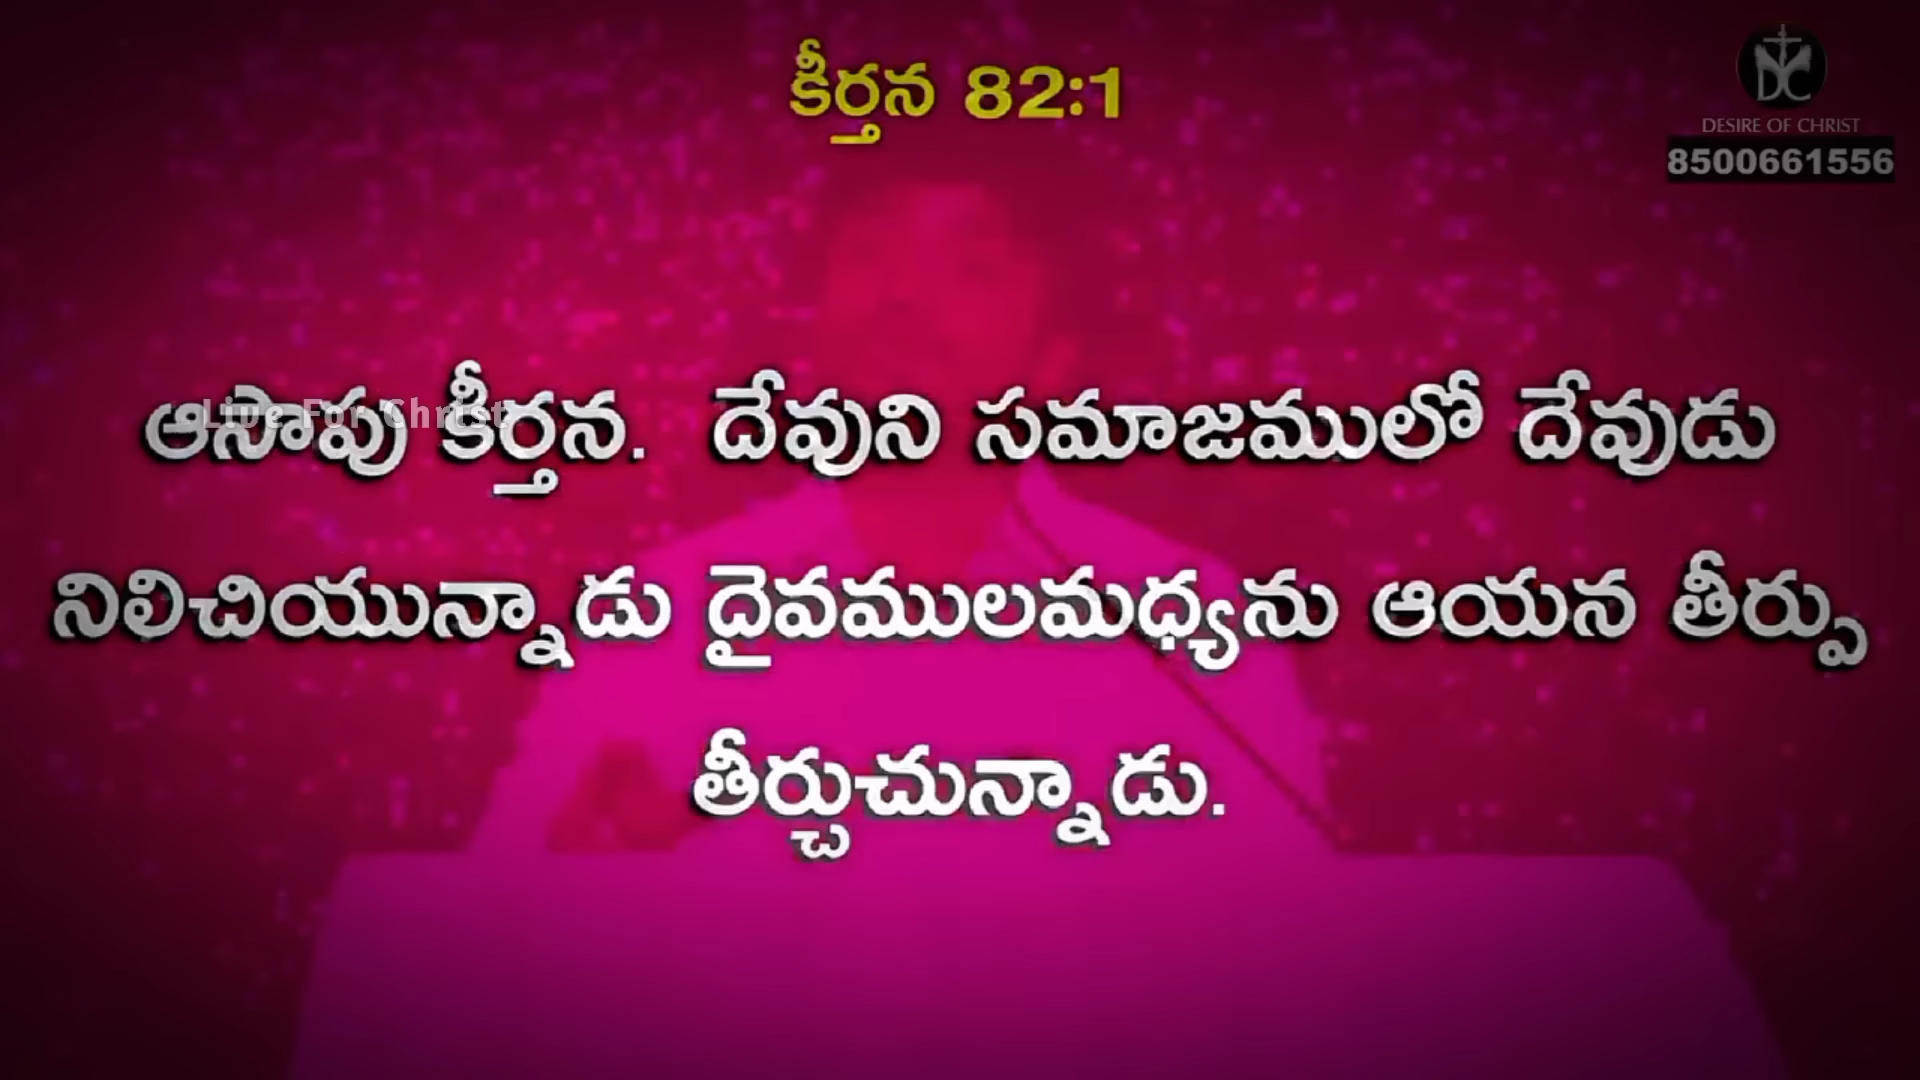 కీర్తన 82:1
DESIRE OF CHRIST
8500661556
Live For Christ
ఆసాపు కీర్తన. దేవుని సమాజములో దేవుడు
నిలిచియున్నాడు దైవములమధ్యను ఆయన తీర్పు
తీర్చుచున్నాడు.